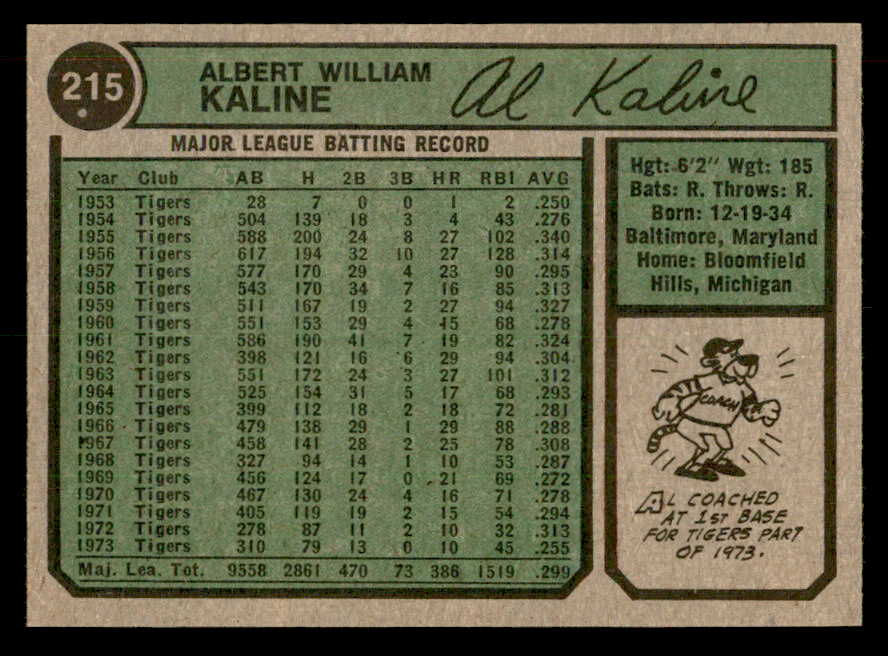 215
ALBERT WILLIAM
KALINE
Al Kaline
MAJOR LEAGUE BATTING RECORD
Year Club AB H 2B 3B HR RBI AVG
1953 Tigers 28 7 0 0 1 2 .250
1954 Tigers 504 139 18 3 4 43 .276
1955 Tigers 588 200 24 8 27 102 .340
1956 Tigers 617 194 32 10 27 128 .314
1957 Tigers 577 170 29 4 23 90 .295
1958 Tigers 543 170 34 7 16 85 .313
1959 Tigers 511 167 19 2 27 94 .327
1960 Tigers 551 153 29 4 15 68 .278
1961 Tigers 586 190 41 7 19 82 .324
1962 Tigers 398 121 16 6 29 94 .304
1963 Tigers 551 172 24 3 27 101 .312
1964 Tigers 525 154 31 5 17 68 .293
1965 Tigers 399 112 18 2 18 72 .281
1966 Tigers 479 138 29 1 29 88 .288
1967 Tigers 458 141 28 2 25 78 .308
1968 Tigers 327 94 14 1 10 53 .287
1969 Tigers 456 124 17 0 21 69 .272
1970 Tigers 467 130 24 4 16 71 .278
1971 Tigers 405 119 19 2 15 54 .294
1972 Tigers 278 87 11 2 10 32 .313
1973 Tigers 310 79 13 0 10 45 .255
Maj. Lea. Tot. 9558 2861 470 73 386 1519 .299
Hgt: 6'2" Wgt: 185
Bats: R. Throws: R.
Born: 12-19-34
Baltimore, Maryland
Home: Bloomfield
Hills, Michigan
COACH
AL COACHED
AT 1ST BASE
FOR TIGERS PART
OF 1973.